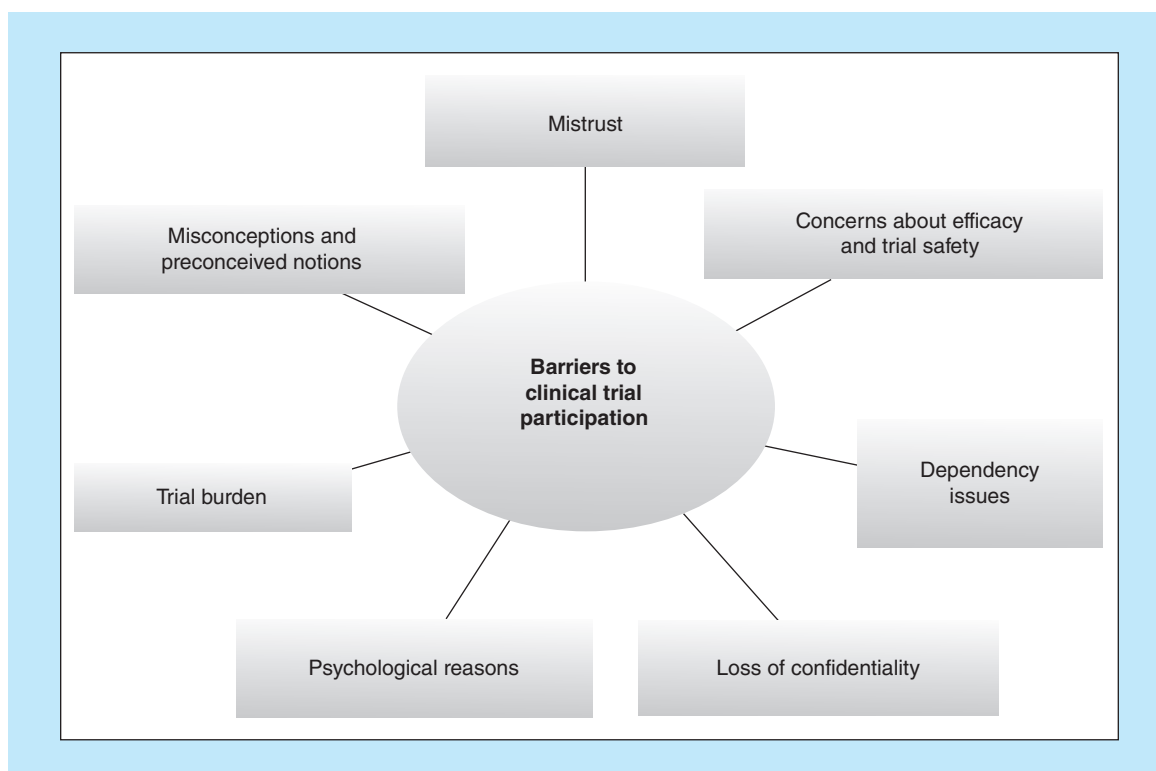 Mistrust
Misconceptions and
preconceived notions
Concerns about efficacy
and trial safety
Barriers to
clinical trial
participation
Trial burden
Dependency
issues
Psychological reasons
Loss of confidentiality